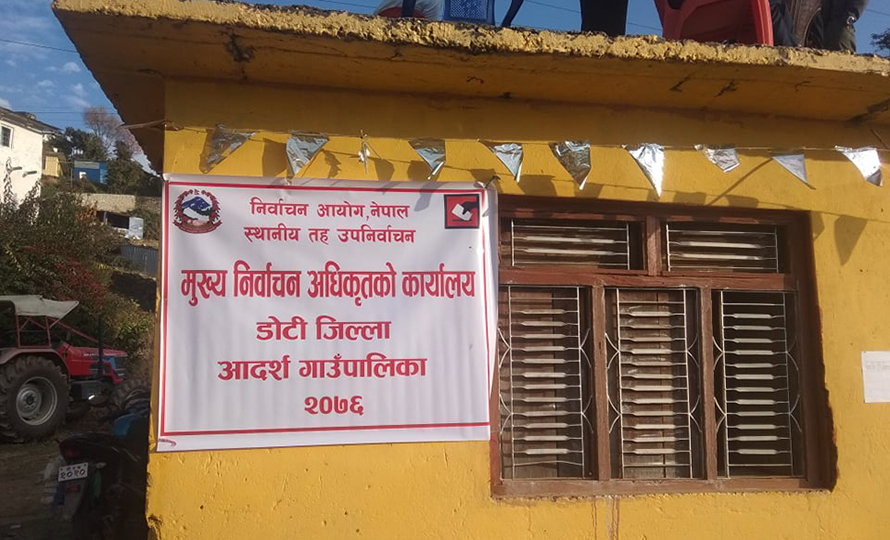 निर्वाचन आयोग, नेपाल
स्थानीय तह उपनिर्वाचन
मुख्य निर्वाचन अधिकृतको कार्यालय
डोटी जिल्ला
आदर्श गाउँपालिका
२०७६